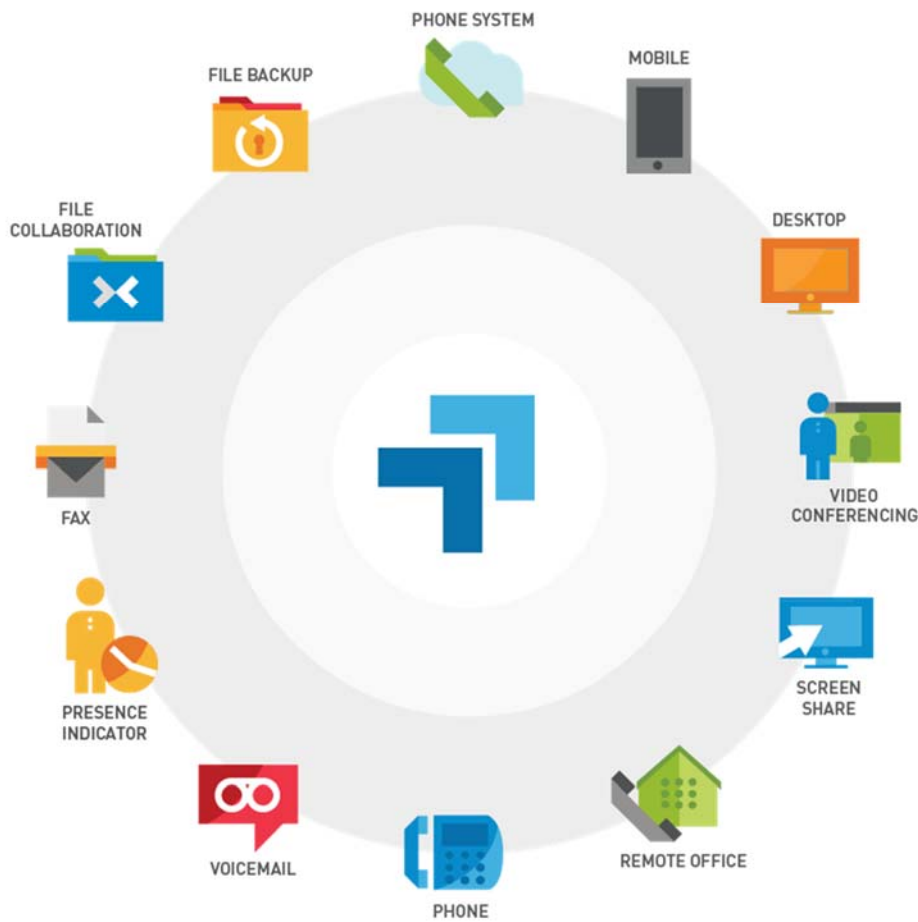 PHONE SYSTEM
MOBILE
FILE BACKUP
FILE
COLLABORATION
DESKTOP
VIDEO
CONFERENCING
FAX
SCREEN
SHARE
PRESENCE
INDICATOR
REMOTE OFFICE
VOICEMAIL
PHONE